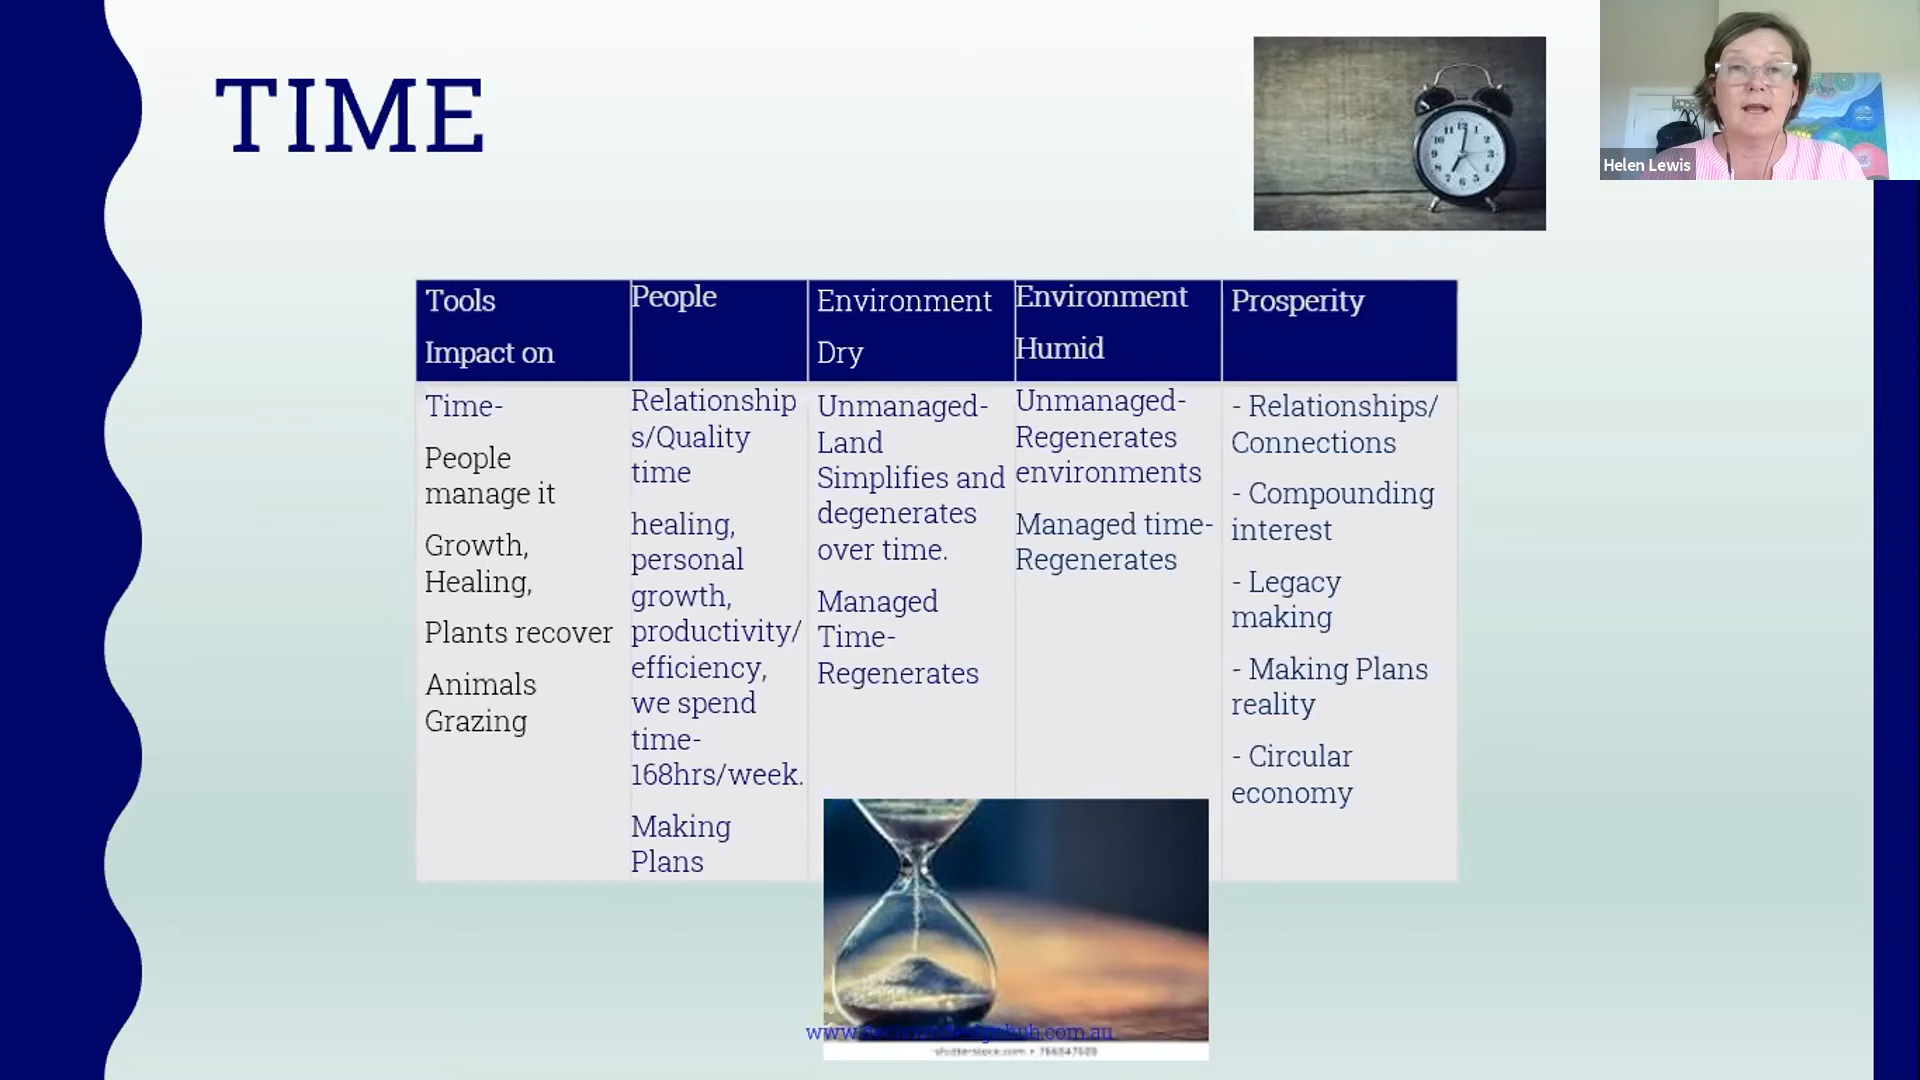 TIME
Helen Lewis
Tools
Impact on
People
Environment
Dry
Environment
Humid
Prosperity
Time-
People
manage it
Growth,
Healing,
Plants recover
Animals
Grazing
Relationship
s/Quality
time
healing,
personal
growth,
productivity/
efficiency,
we spend
time-
168hrs/week.
Making
Plans
Unmanaged-
Land
Simplifies and
degenerates
over time.
Managed
Time-
Regenerates
Unmanaged-
Regenerates
environments
Managed time-
Regenerates
- Relationships/
Connections
- Compounding
interest
- Legacy
making
- Making Plans
reality
- Circular
economy